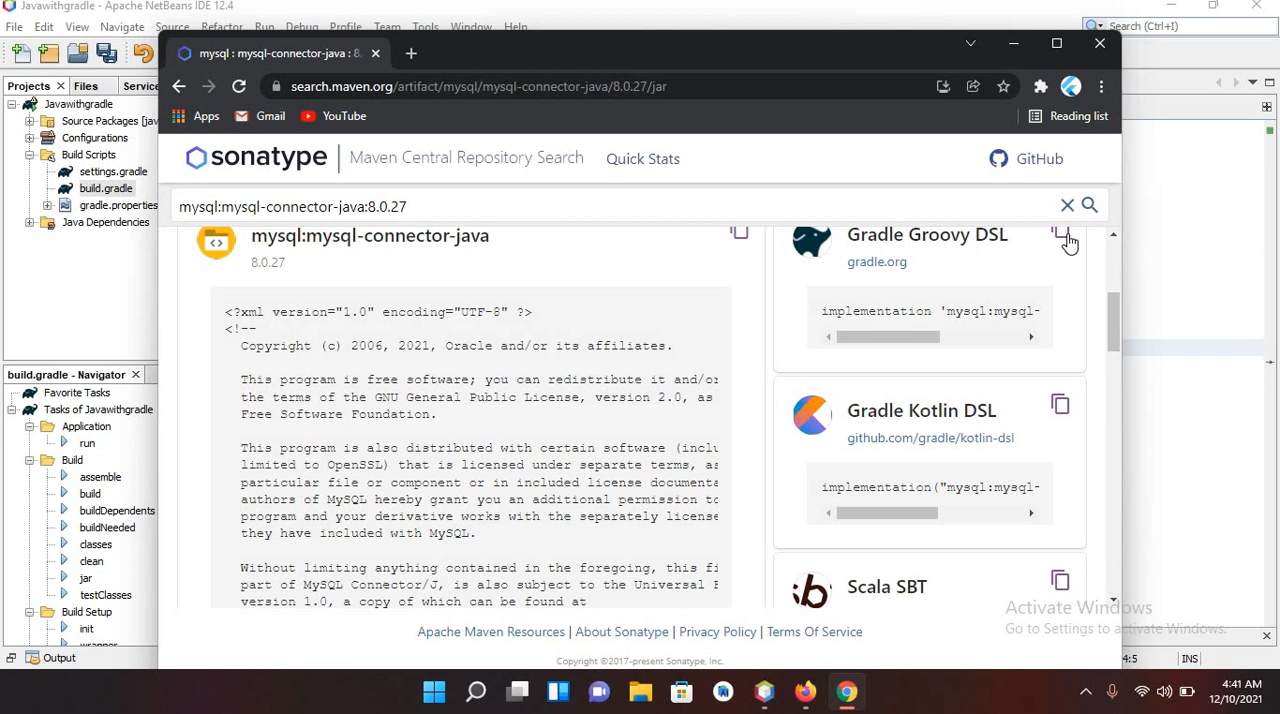 Javawithgradle - Apache NetBeans IDE 12.4
File Edit View Navigate Source Refactor Run Debug Profile Team Tools Window Help
Search (Ctrl+I)
mysql : mysql-connector-java : 8.
search.maven.org/artifact/mysql/mysql-connector-java/8.0.27/jar
Apps Gmail YouTube Reading list
sonatype Maven Central Repository Search Quick Stats GitHub
mysql:mysql-connector-java:8.0.27
mysql:mysql-connector-java
8.0.27
<?xml version="1.0" encoding="UTF-8" ?>
<!--
Copyright (c) 2006, 2021, Oracle and/or its affiliates.
This program is free software; you can redistribute it and/or
the terms of the GNU General Public License, version 2.0, as
Free Software Foundation.
This program is also distributed with certain software (inclu
limited to OpenSSL) that is licensed under separate terms, as
particular file or component or in included license documenta
authors of MySQL hereby grant you an additional permission to
program and your derivative works with the separately license
they have included with MySQL.
Without limiting anything contained in the foregoing, this fi
part of MySQL Connector/J, is also subject to the Universal F
version 1.0, a copy of which can be found at
Gradle Groovy DSL
gradle.org
implementation 'mysql:mysql-
Gradle Kotlin DSL
github.com/gradle/kotlin-dsl
implementation("mysql:mysql-
Scala SBT
Apache Maven Resources | About Sonatype | Privacy Policy | Terms Of Service
Copyright ©2017-present Sonatype, Inc.
Projects Files Service
Javawithgradle
Source Packages [jav
Configurations
Build Scripts
settings.gradle
build.gradle
gradle.properties
Java Dependencies
build.gradle - Navigator
Favorite Tasks
Tasks of Javawithgradle
Application
run
Build
assemble
build
buildDependents
buildNeeded
classes
clean
jar
testClasses
Build Setup
init
wrapper
Output
Activate Windows
Go to Settings to activate Windows.
4:5 INS
4:41 AM
12/10/2021